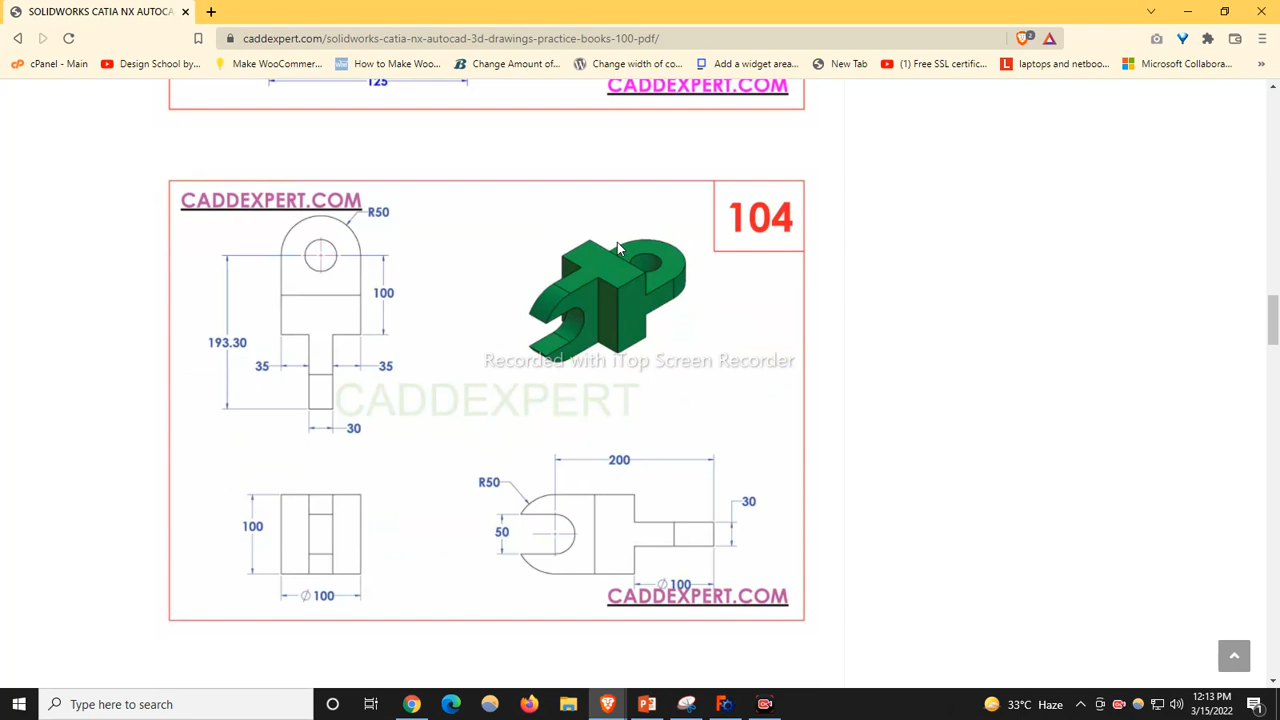 SOLIDWORKS CATIA NX AUTOCA
caddexpert.com/solidworks-catia-nx-autocad-3d-drawings-practice-books-100-pdf/
2
cPanel - Main
Design School by...
Make WooCommer...
How to Make Woo...
Change Amount of...
Change width of co...
Add a widget area...
New Tab
(1) Free SSL certific...
laptops and netboo...
Microsoft Collabora...
125
CADDEXPERT.COM
CADDEXPERT.COM
104
R50
100
193.30
35
35
30
Recorded with iTop Screen Recorder
CADDEXPERT
200
R50
30
100
50
∅100
∅100
CADDEXPERT.COM
Type here to search
33°C Haze
12:13 PM
3/15/2022
1